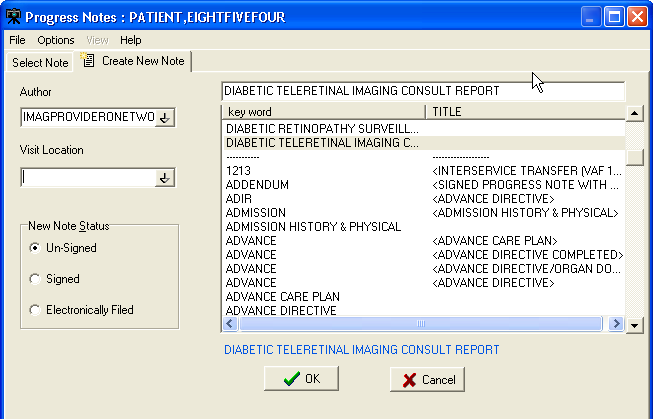 Progress Notes : PATIENT,EIGHTFIVEFOUR
File Options View Help
Select Note Create New Note
Author
IMAGPROVIDERONETWO
Visit Location
New Note Status
Un-Signed
Signed
Electronically Filed
DIABETIC TELERETINAL IMAGING CONSULT REPORT
key word TITLE
DIABETIC RETINOPATHY SURVEILL...
DIABETIC TELERETINAL IMAGING C...
----------- -------------------
1213 <INTERSERVICE TRANSFER (VAF 1...
ADDENDUM <SIGNED PROGRESS NOTE WITH ...
ADIR <ADVANCE DIRECTIVE>
ADMISSION <ADMISSION HISTORY & PHYSICAL>
ADMISSION HISTORY & PHYSICAL
ADVANCE <ADVANCE CARE PLAN>
ADVANCE <ADVANCE DIRECTIVE COMPLETED>
ADVANCE <ADVANCE DIRECTIVE/ORGAN DO...
ADVANCE <ADVANCE DIRECTIVE>
ADVANCE CARE PLAN
ADVANCE DIRECTIVE
DIABETIC TELERETINAL IMAGING CONSULT REPORT
OK Cancel